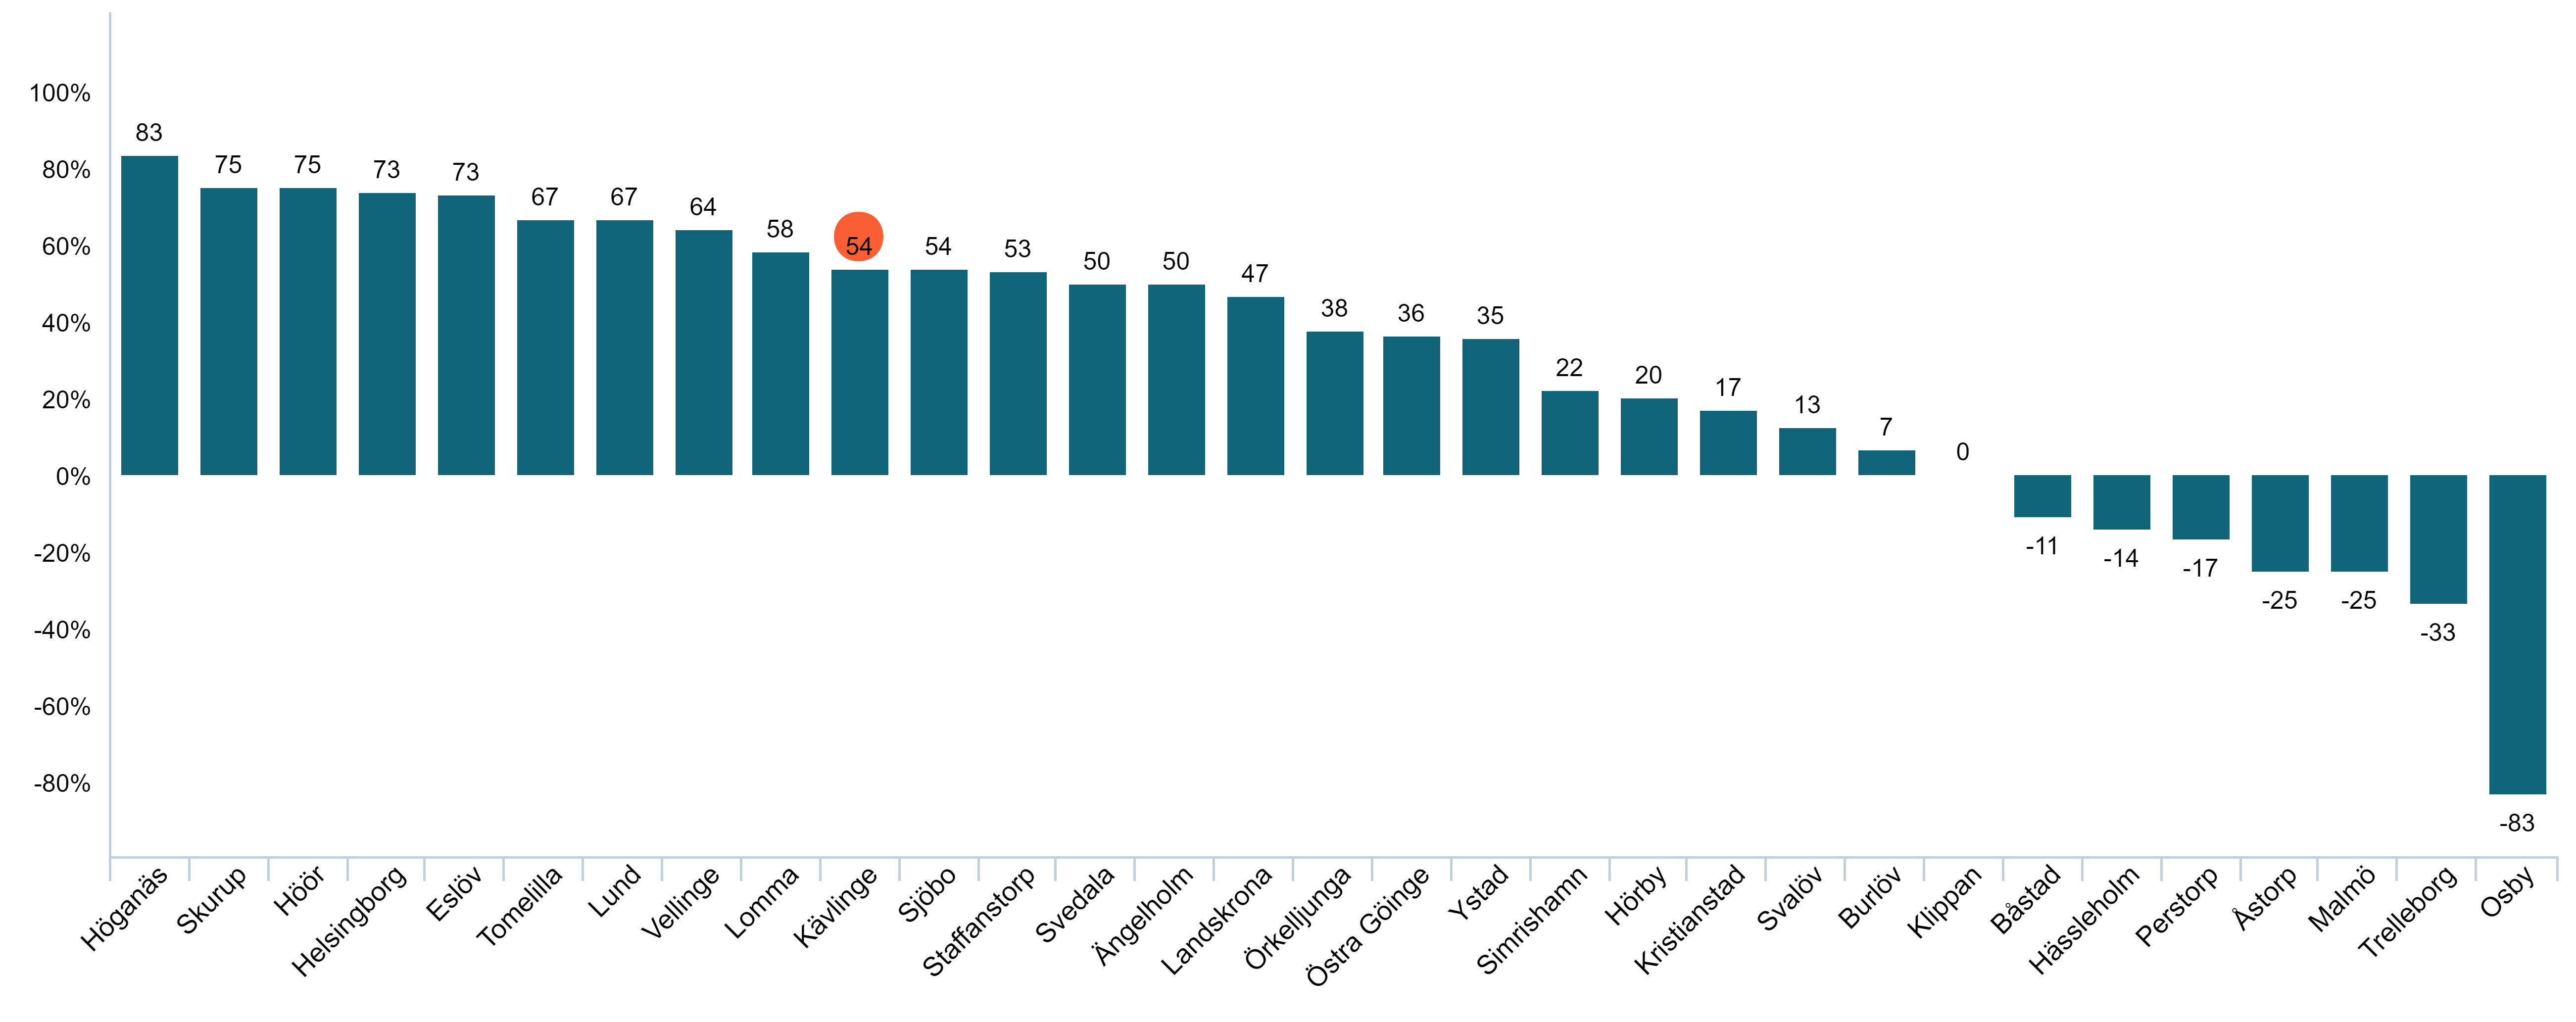 100%
80%
60%
40%
20%
0%
-20%
-40%
-60%
-80%
83
75
75
73
73
67
67
64
58
54
54
53
50
50
47
38
36
35
22
20
17
13
7
0
-11
-14
-17
-25
-25
-33
-83
Höganäs
Skurup
Höör
Helsingborg
Eslöv
Tomelilla
Lund
Vellinge
Lomma
Kävlinge
Sjöbo
Staffanstorp
Svedala
Ängelholm
Landskrona
Örkelljunga
Östra Göinge
Ystad
Simrishamn
Hörby
Kristianstad
Svalöv
Burlöv
Klippan
Båstad
Hässleholm
Perstorp
Åstorp
Malmö
Trelleborg
Osby